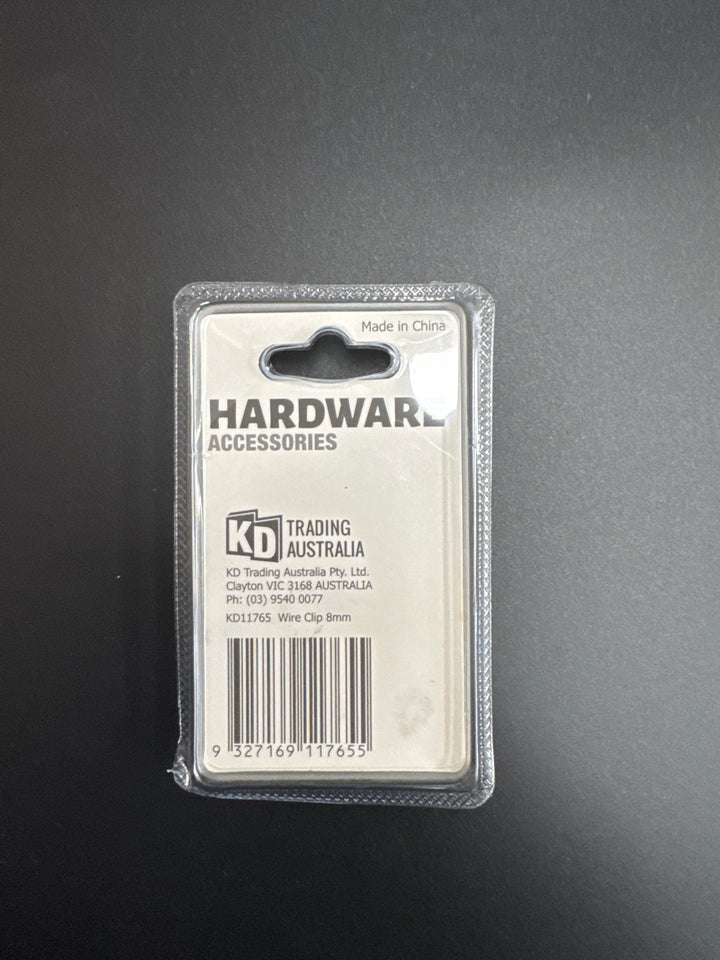 Made in China
HARDWARE
ACCESSORIES
KD TRADING
AUSTRALIA
KD Trading Australia Pty. Ltd.
Clayton VIC 3168 AUSTRALIA
Ph: (03) 9540 0077
KD11765 Wire Clip 8mm
9 327169 117655